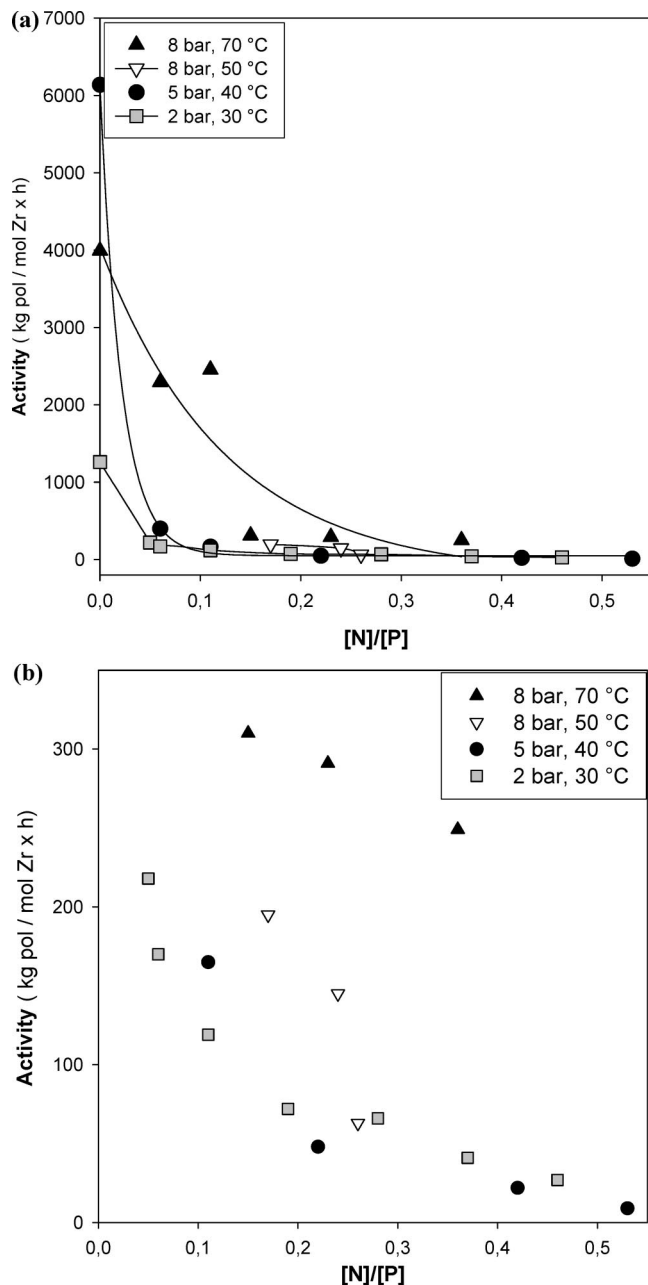 (a)
7000
6000
5000
4000
3000
2000
1000
0
Activity ( kg pol / mol Zr x h)
8 bar, 70 °C
8 bar, 50 °C
5 bar, 40 °C
2 bar, 30 °C
0,0 0,1 0,2 0,3 0,4 0,5
[N]/[P]
(b)
300
200
100
0
Activity ( kg pol / mol Zr x h)
8 bar, 70 °C
8 bar, 50 °C
5 bar, 40 °C
2 bar, 30 °C
0,0 0,1 0,2 0,3 0,4 0,5
[N]/[P]